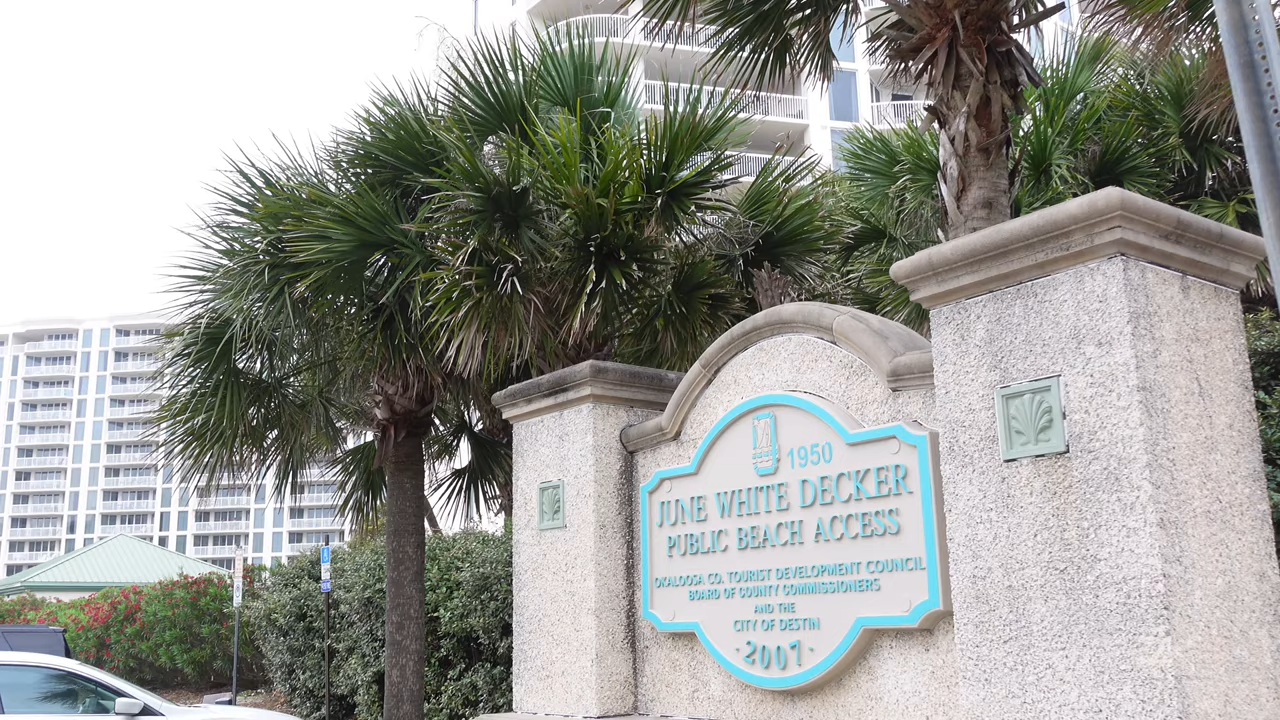 1950
JUNE WHITE DECKER
PUBLIC BEACH ACCESS
OKALOOSA CO. TOURIST DEVELOPMENT COUNCIL
BOARD OF COUNTY COMMISSIONERS
AND THE
CITY OF DESTIN
· 2007 ·